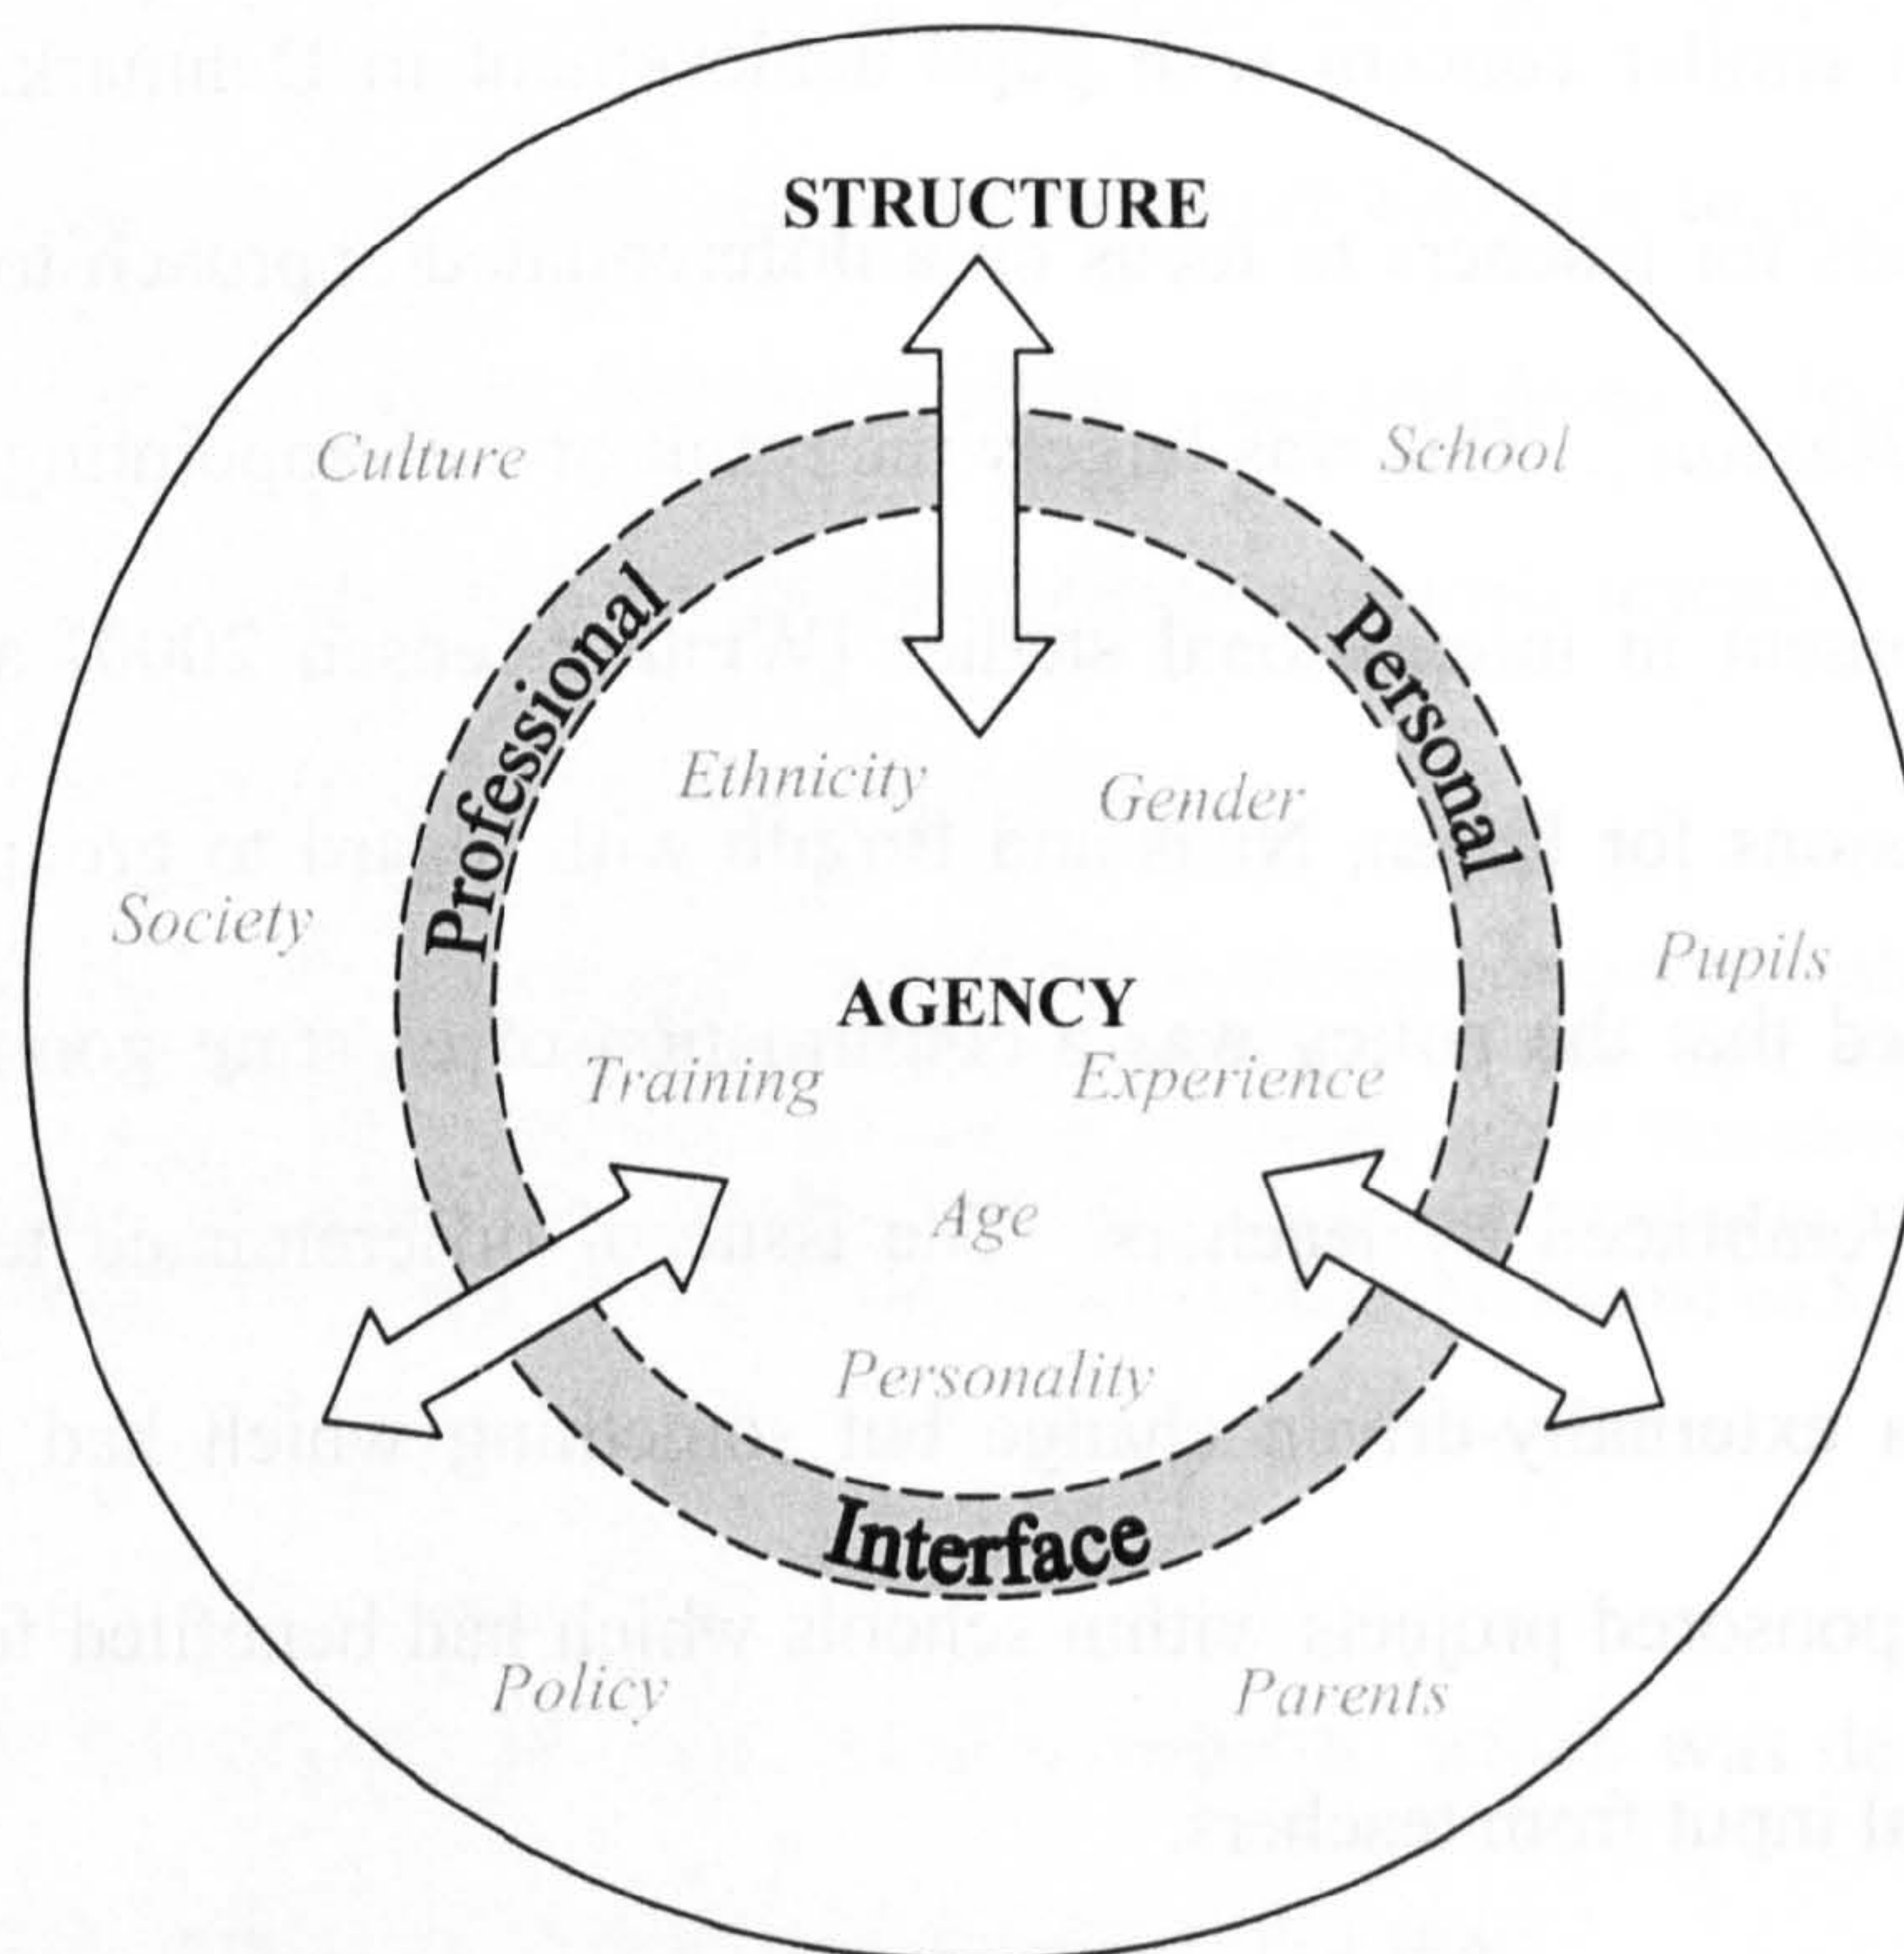 STRUCTURE
Culture
School
Professional
Personal
Ethnicity
Gender
Society
Pupils
AGENCY
Training
Experience
Age
Personality
Interface
Policy
Parents